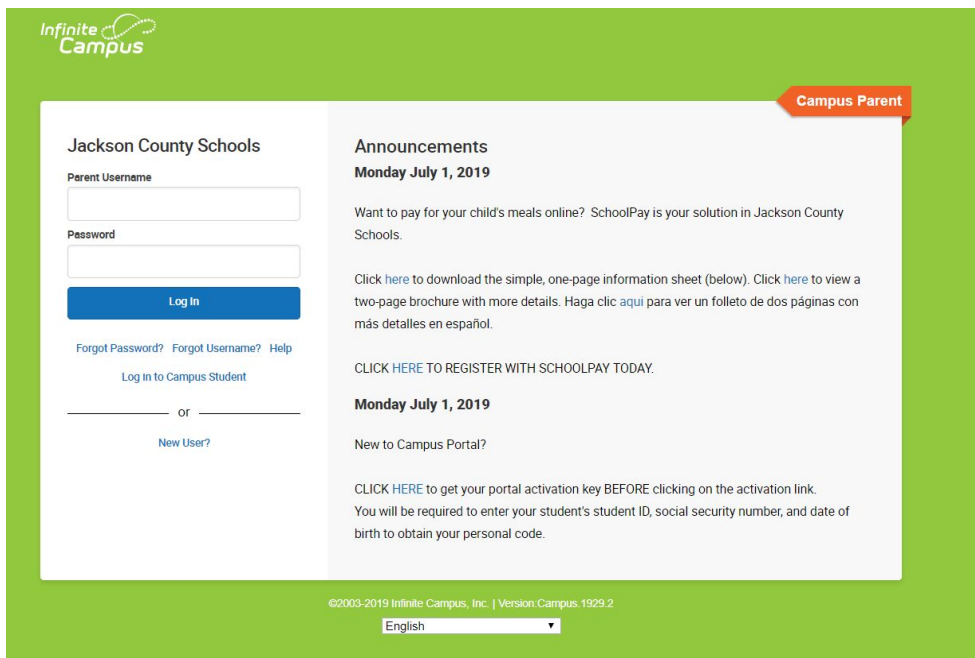 Infinite
Campus
Campus Parent
Jackson County Schools
Parent Username
Password
Log In
Forgot Password? Forgot Username? Help
Log in to Campus Student
or
New User?
Announcements
Monday July 1, 2019
Want to pay for your child's meals online? SchoolPay is your solution in Jackson County
Schools.
Click here to download the simple, one-page information sheet (below). Click here to view a
two-page brochure with more details. Haga clic aqui para ver un folleto de dos páginas con
más detalles en español.
CLICK HERE TO REGISTER WITH SCHOOLPAY TODAY.
Monday July 1, 2019
New to Campus Portal?
CLICK HERE to get your portal activation key BEFORE clicking on the activation link.
You will be required to enter your student's student ID, social security number, and date of
birth to obtain your personal code.
©2003-2019 Infinite Campus, Inc. | Version:Campus.1929.2
English